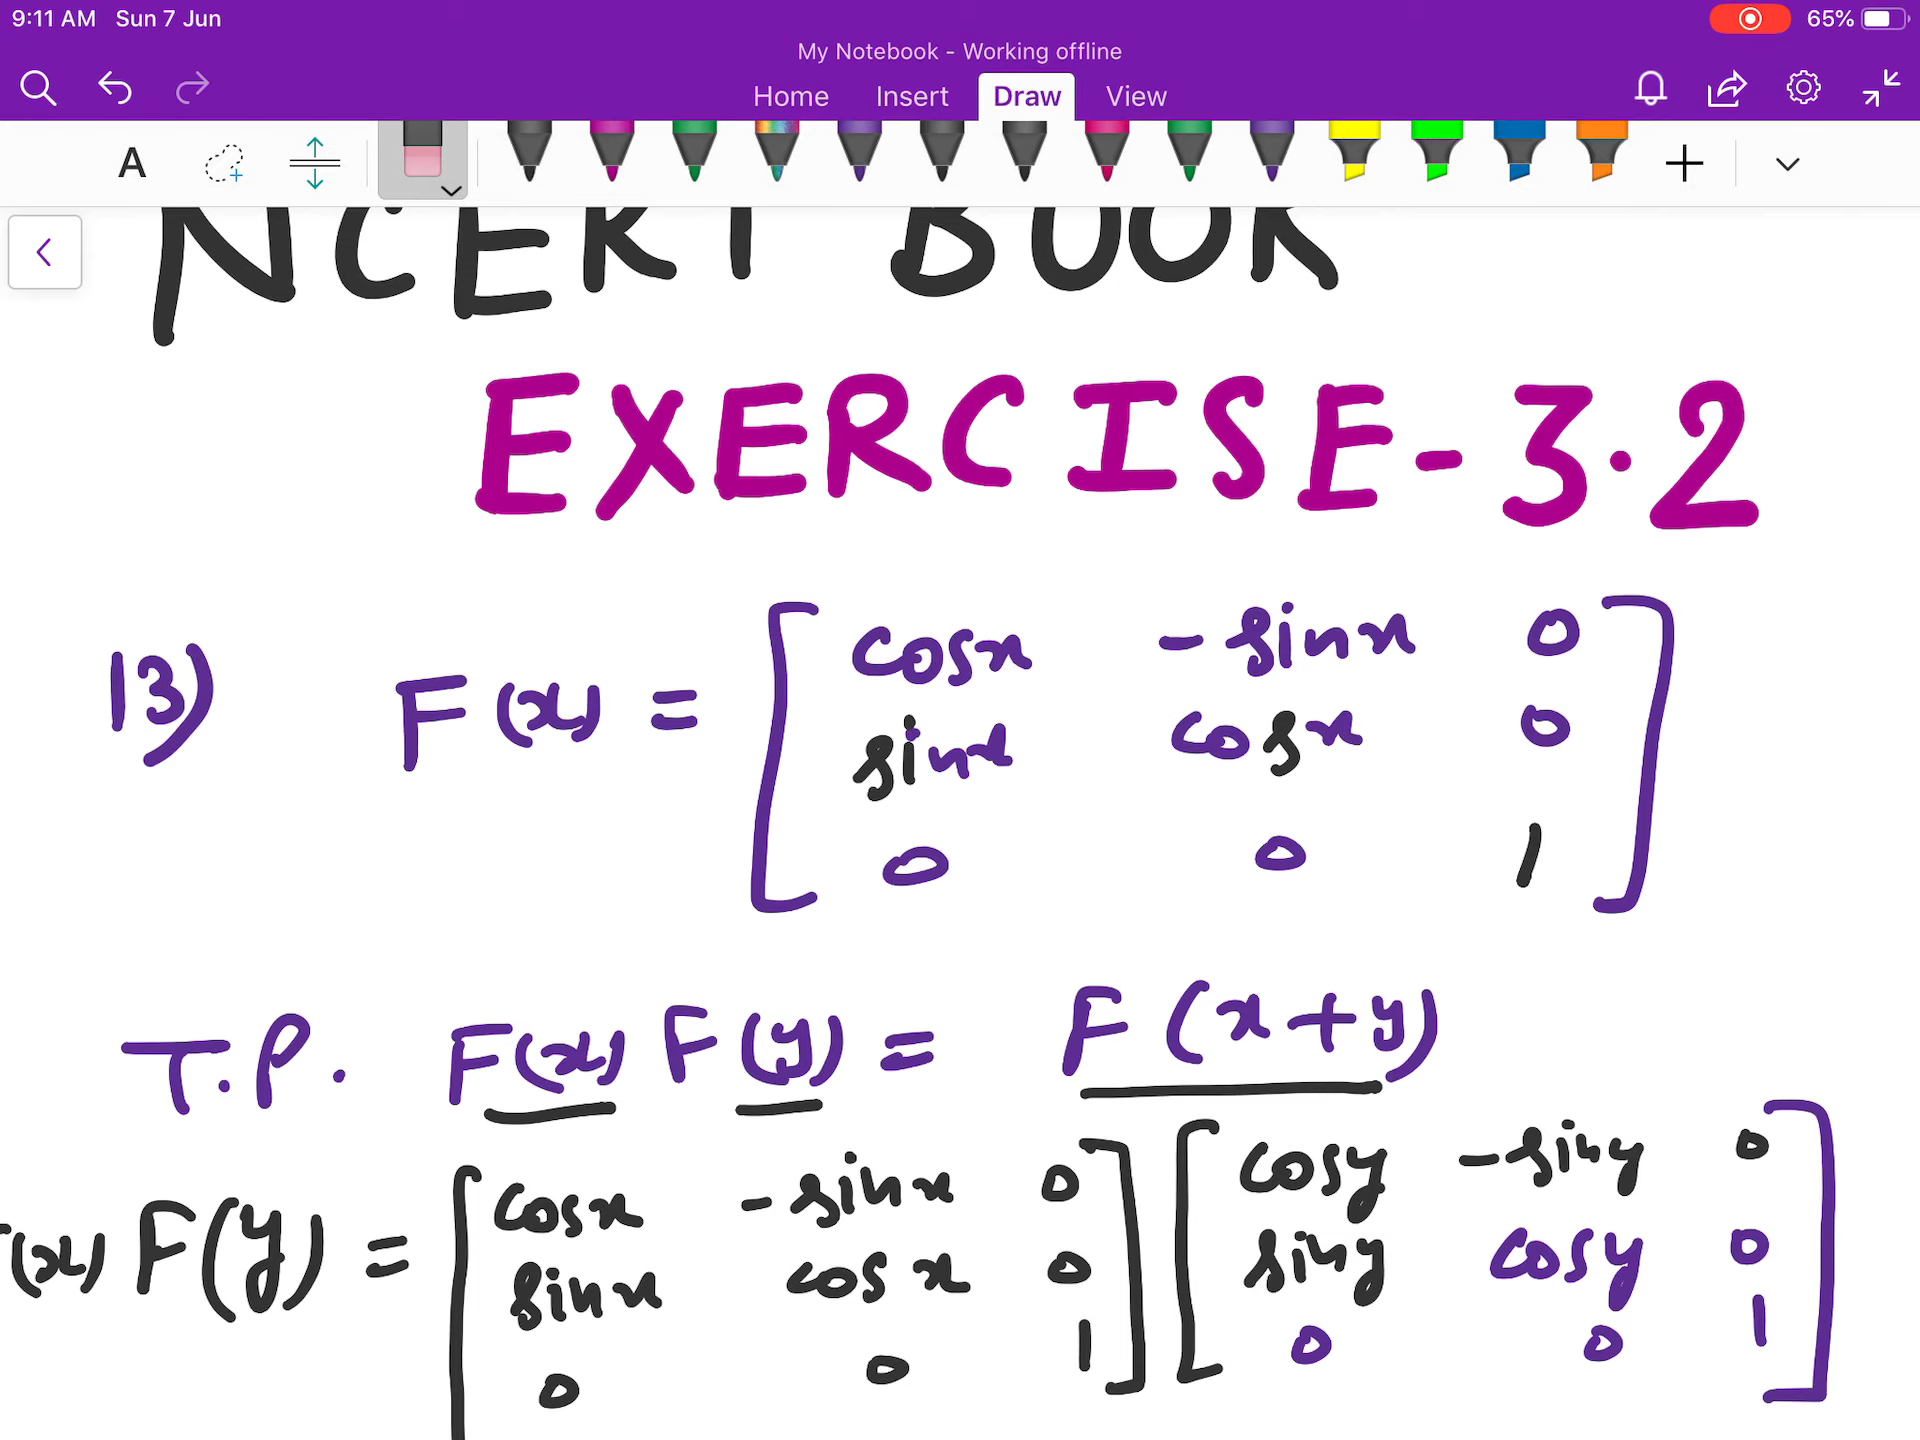 9:11 AM Sun 7 Jun 65%
My Notebook - Working offline
Home Insert Draw View
A
NCERT BOOK
EXERCISE-3.2
13) F(x) = [ cosx -sinx 0
sinx cosx 0
0 0 1 ]
T.P. F(x) F(y) = F(x+y)
(x) F(y) = [ cosx -sinx 0 ] [ cosy -siny 0 ]
sinx cosx 0 siny cosy 0
0 0 1 0 0 1